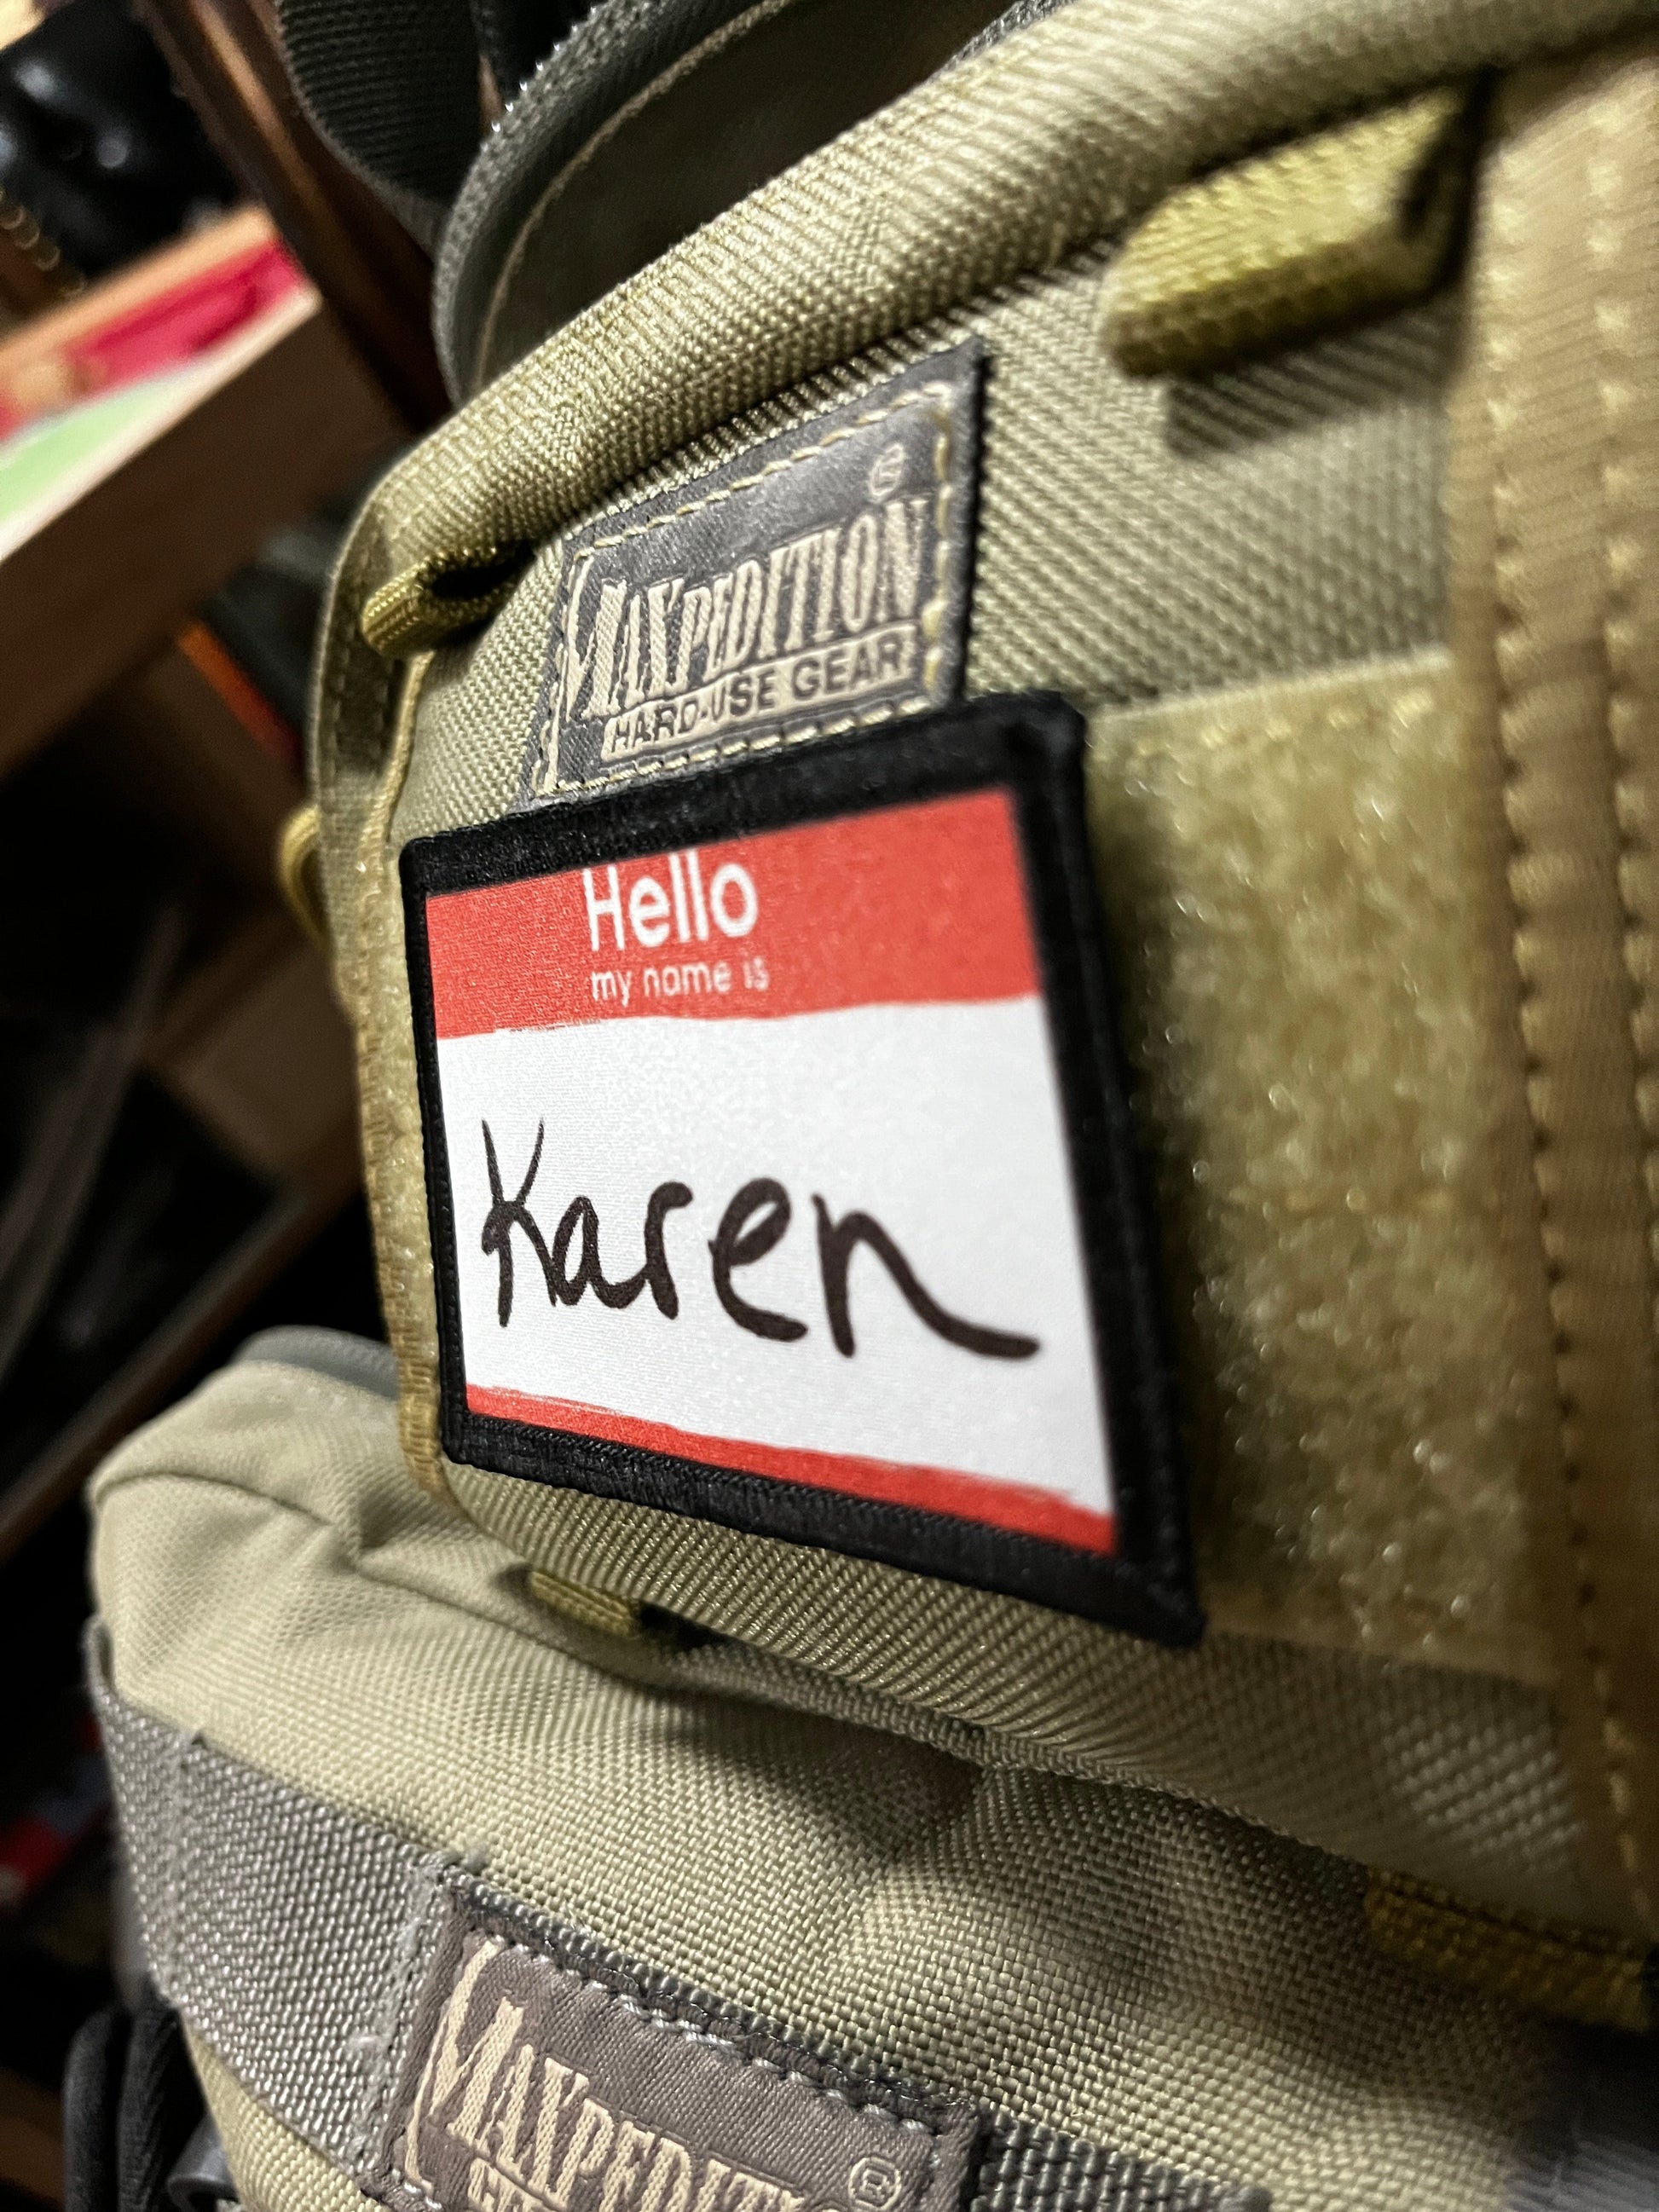 MAXPEDITION®
HARD-USE GEAR
Hello
my name is
Karen
MAXPEDITION®